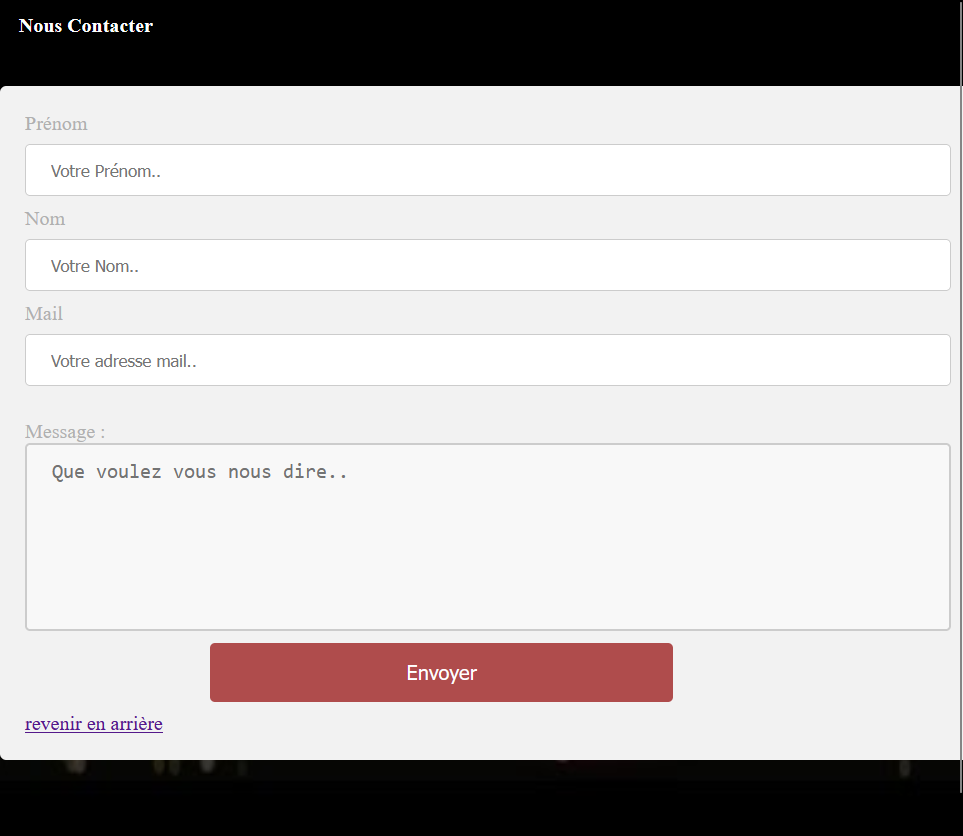 Nous Contacter
Prénom
Votre Prénom..
Nom
Votre Nom..
Mail
Votre adresse mail..
Message :
Que voulez vous nous dire..
Envoyer
revenir en arrière